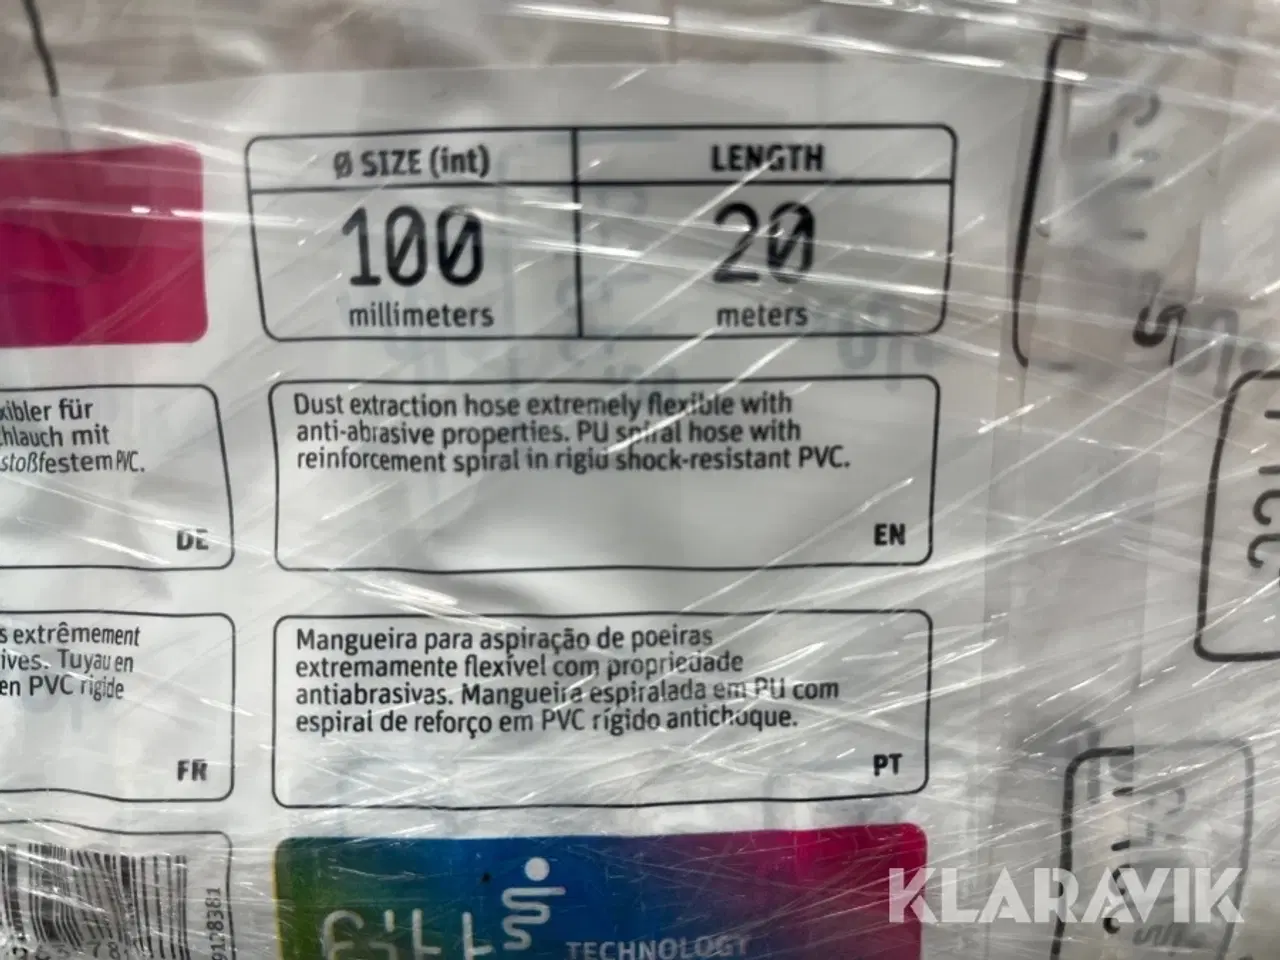 Ø SIZE (int)
LENGTH
100
20
millimeters
meters
xibler für
hlauch mit
stoßfestem PVC.
DE
Dust extraction hose extremely flexible with
anti-abrasive properties. PU spiral hose with
reinforcement spiral in rigid shock-resistant PVC.
EN
s extrêmement
ives. Tuyau en
en PVC rigide
FR
Mangueira para aspiração de poeiras
extremamente flexível com propriedade
antiabrasivas. Mangueira espiralada em PU com
espiral de reforço em PVC rígido antichoque.
PT
TECHNOLOGY
KLARAVIK